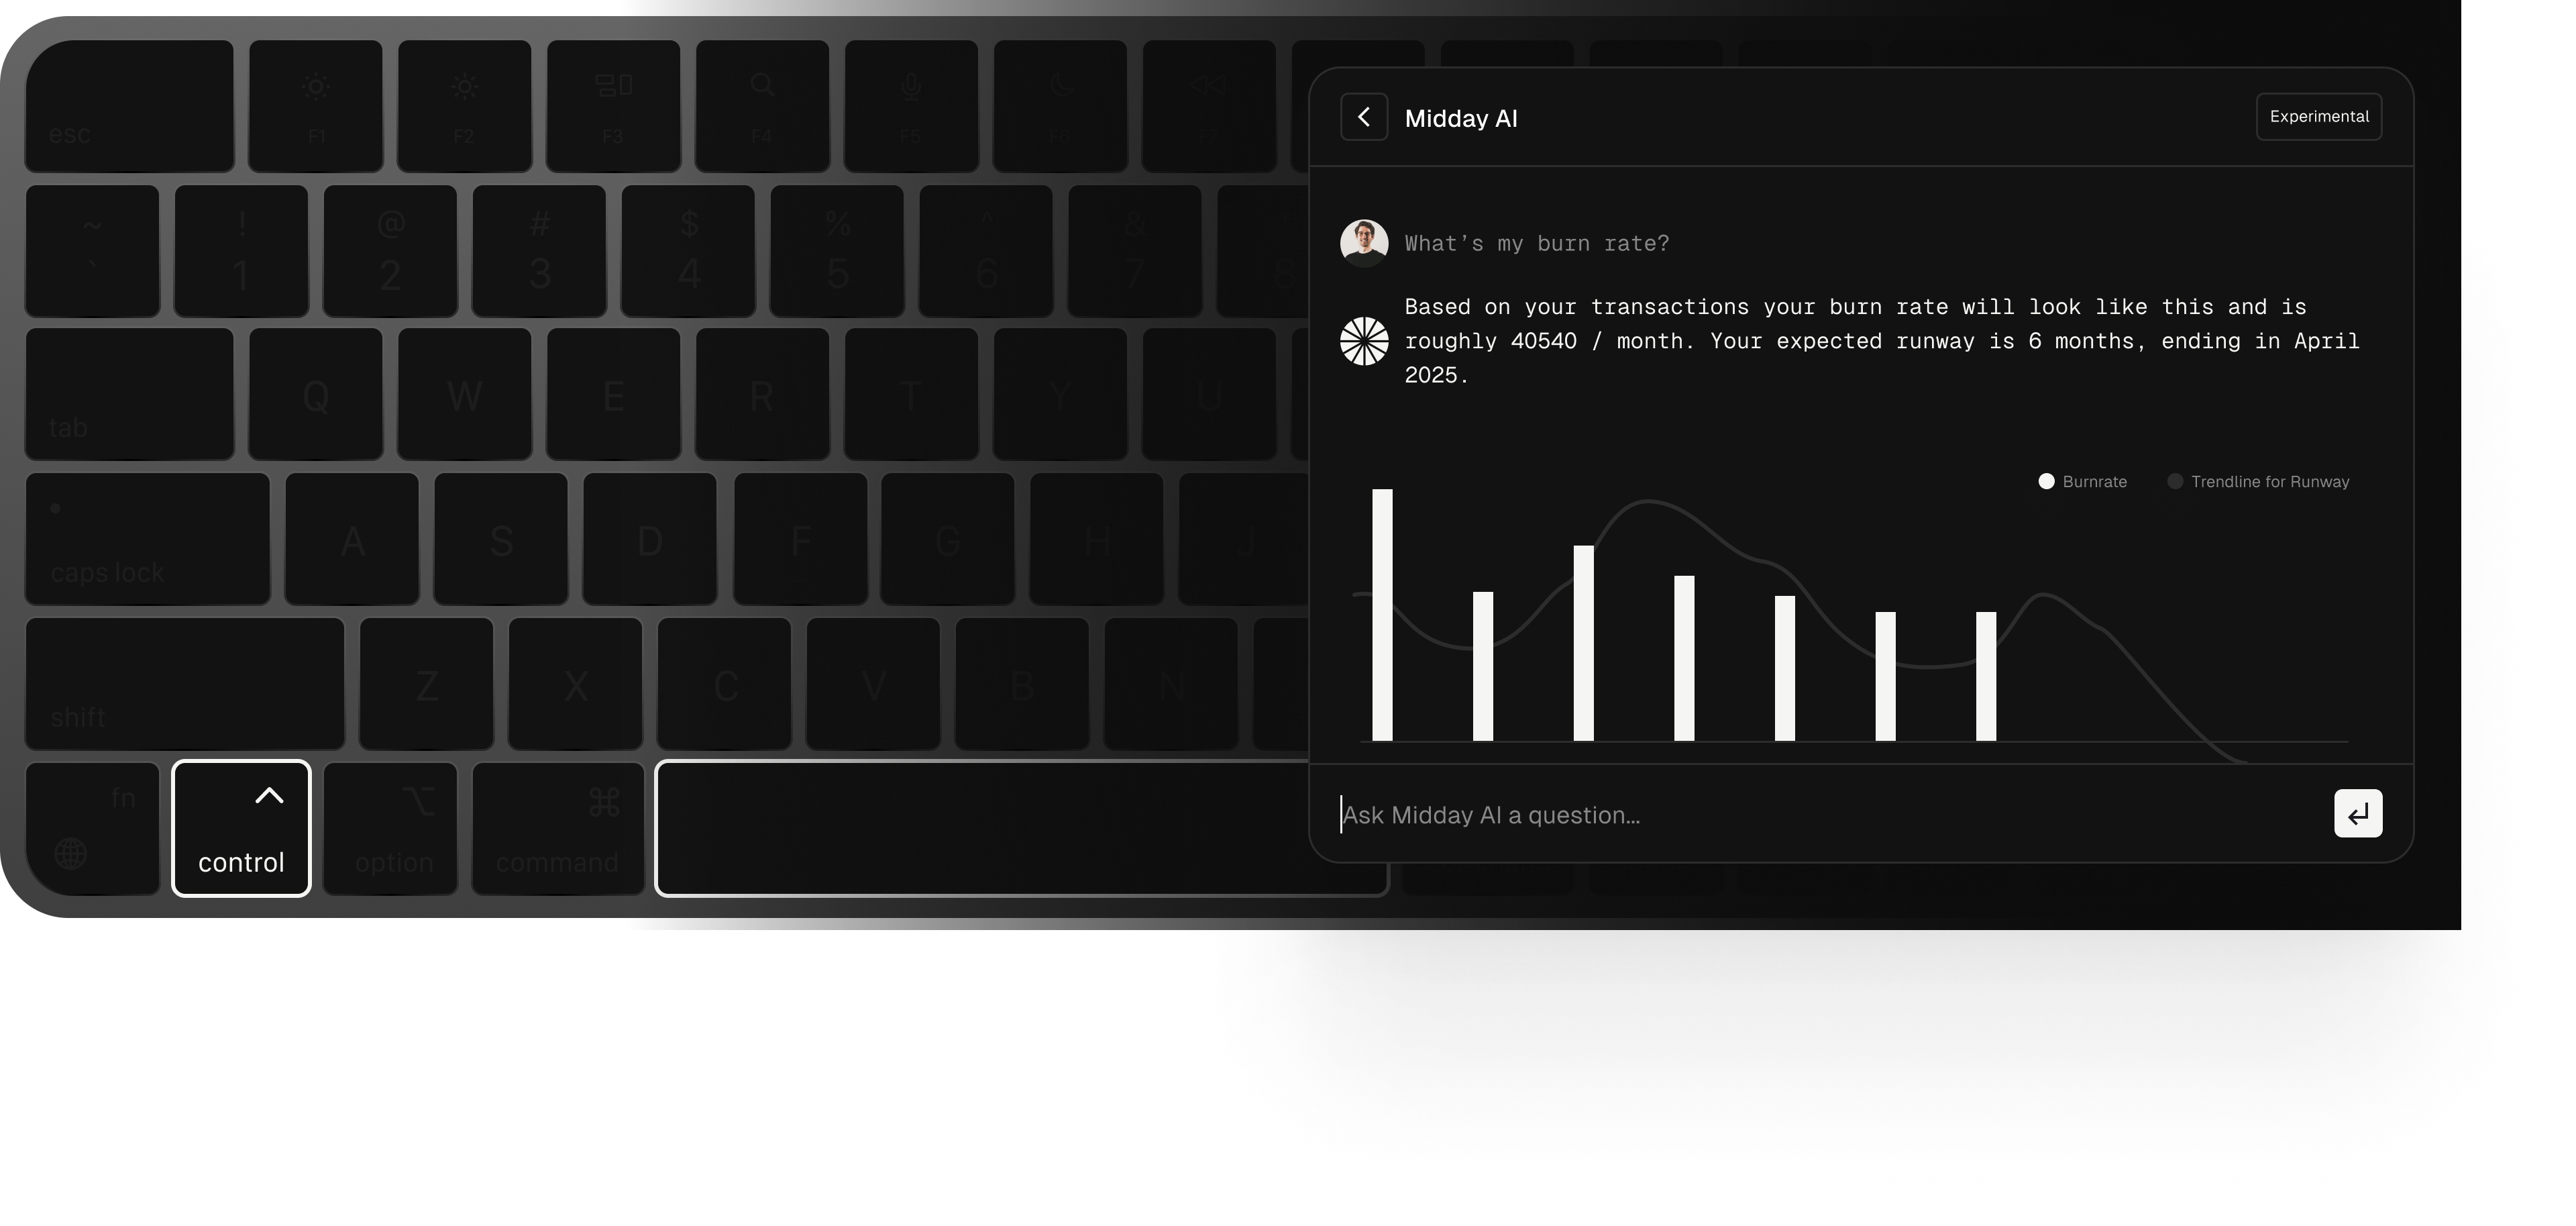 esc
F1
F2
F3
F4
F5
F6
F7
~
!
@
#
$
%
^
&
*
`
1
2
3
4
5
6
7
8
tab
Q
W
E
R
T
Y
U
caps lock
A
S
D
F
G
H
J
shift
Z
X
C
V
B
N
fn
control
option
command
Midday AI
Experimental
What’s my burn rate?
Based on your transactions your burn rate will look like this and is
roughly 40540 / month. Your expected runway is 6 months, ending in April
2025.
Burnrate
Trendline for Runway
Ask Midday AI a question...